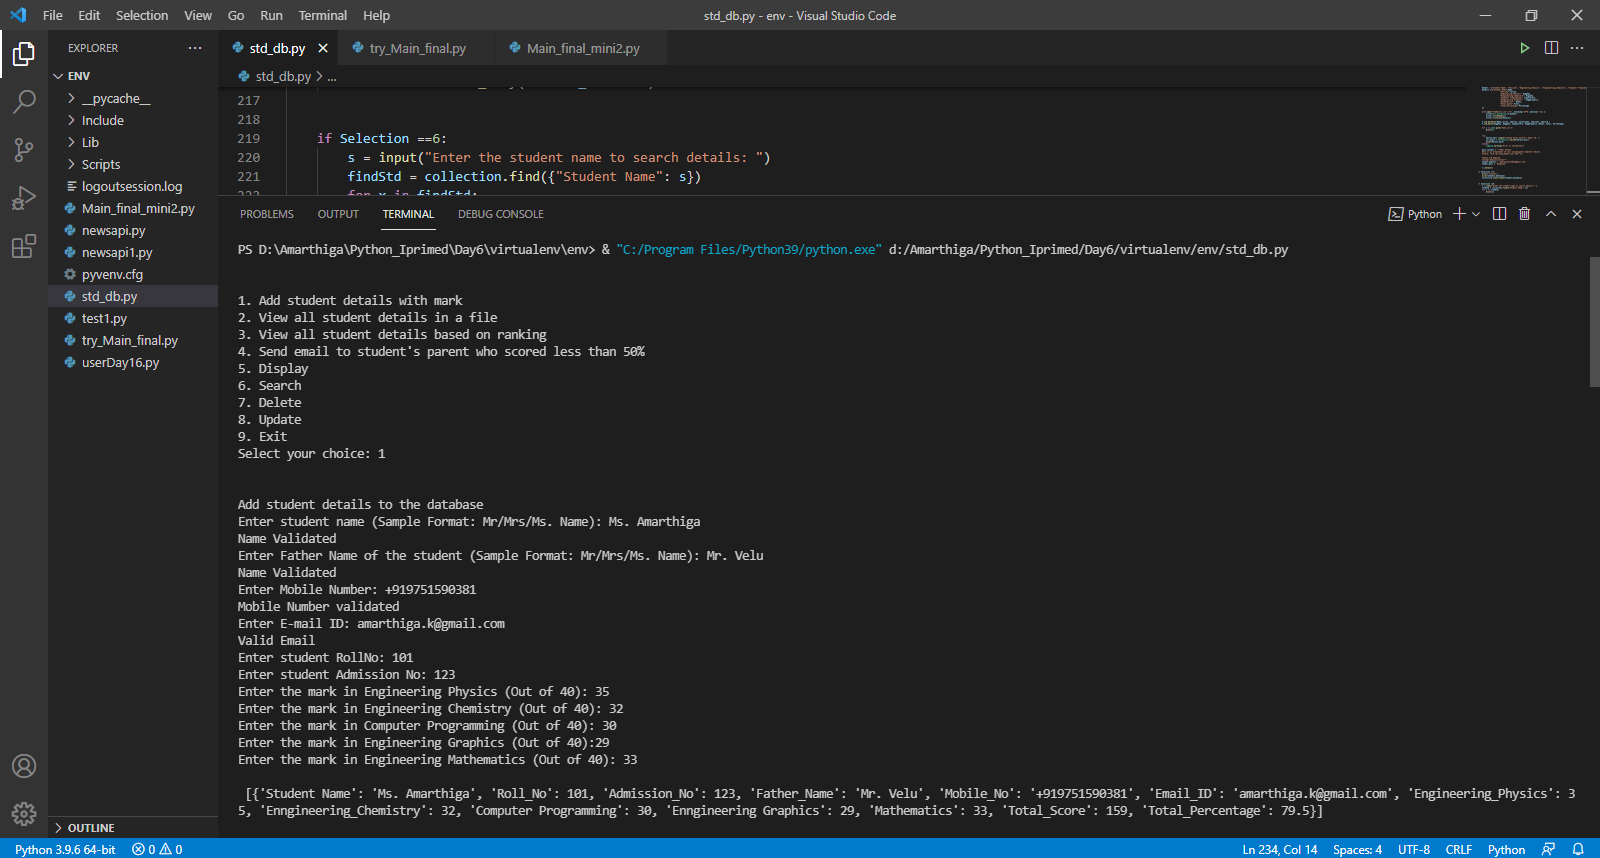 File Edit Selection View Go Run Terminal Help
std_db.py - env - Visual Studio Code
EXPLORER
ENV
__pycache__
Include
Lib
Scripts
logoutsession.log
Main_final_mini2.py
newsapi.py
newsapi1.py
pyvenv.cfg
std_db.py
test1.py
try_Main_final.py
userDay16.py
OUTLINE
std_db.py try_Main_final.py Main_final_mini2.py
std_db.py > ...
217
218
219 if Selection ==6:
220 s = input("Enter the student name to search details: ")
221 findStd = collection.find({"Student Name": s})
222 for x in findStd:
PROBLEMS OUTPUT TERMINAL DEBUG CONSOLE
Python
PS D:\Amarthiga\Python_Iprimed\Day6\virtualenv\env> & "C:/Program Files/Python39/python.exe" d:/Amarthiga/Python_Iprimed/Day6/virtualenv/env/std_db.py
1. Add student details with mark
2. View all student details in a file
3. View all student details based on ranking
4. Send email to student's parent who scored less than 50%
5. Display
6. Search
7. Delete
8. Update
9. Exit
Select your choice: 1
Add student details to the database
Enter student name (Sample Format: Mr/Mrs/Ms. Name): Ms. Amarthiga
Name Validated
Enter Father Name of the student (Sample Format: Mr/Mrs/Ms. Name): Mr. Velu
Name Validated
Enter Mobile Number: +919751590381
Mobile Number validated
Enter E-mail ID: amarthiga.k@gmail.com
Valid Email
Enter student RollNo: 101
Enter student Admission No: 123
Enter the mark in Engineering Physics (Out of 40): 35
Enter the mark in Engineering Chemistry (Out of 40): 32
Enter the mark in Computer Programming (Out of 40): 30
Enter the mark in Engineering Graphics (Out of 40):29
Enter the mark in Engineering Mathematics (Out of 40): 33
[{'Student Name': 'Ms. Amarthiga', 'Roll_No': 101, 'Admission_No': 123, 'Father_Name': 'Mr. Velu', 'Mobile_No': '+919751590381', 'Email_ID': 'amarthiga.k@gmail.com', 'Engineering_Physics': 3
5, 'Enngineering_Chemistry': 32, 'Computer Programming': 30, 'Enngineering Graphics': 29, 'Mathematics': 33, 'Total_Score': 159, 'Total_Percentage': 79.5}]
Python 3.9.6 64-bit 0 0
Ln 234, Col 14 Spaces: 4 UTF-8 CRLF Python